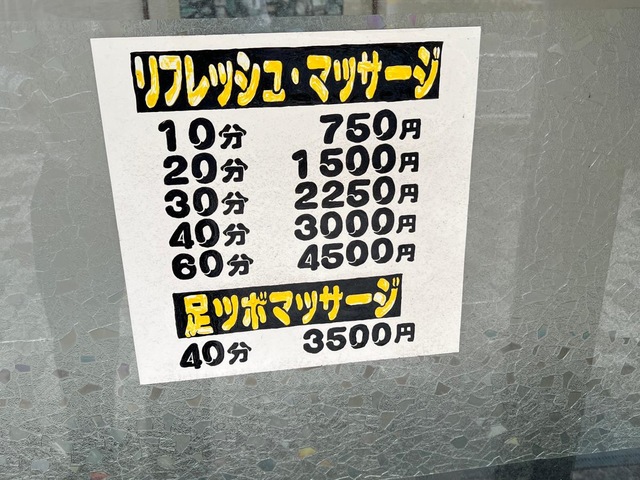 リフレッシュ・マッサージ
10分 750円
20分 1500円
30分 2250円
40分 3000円
60分 4500円
足ツボマッサージ
40分 3500円